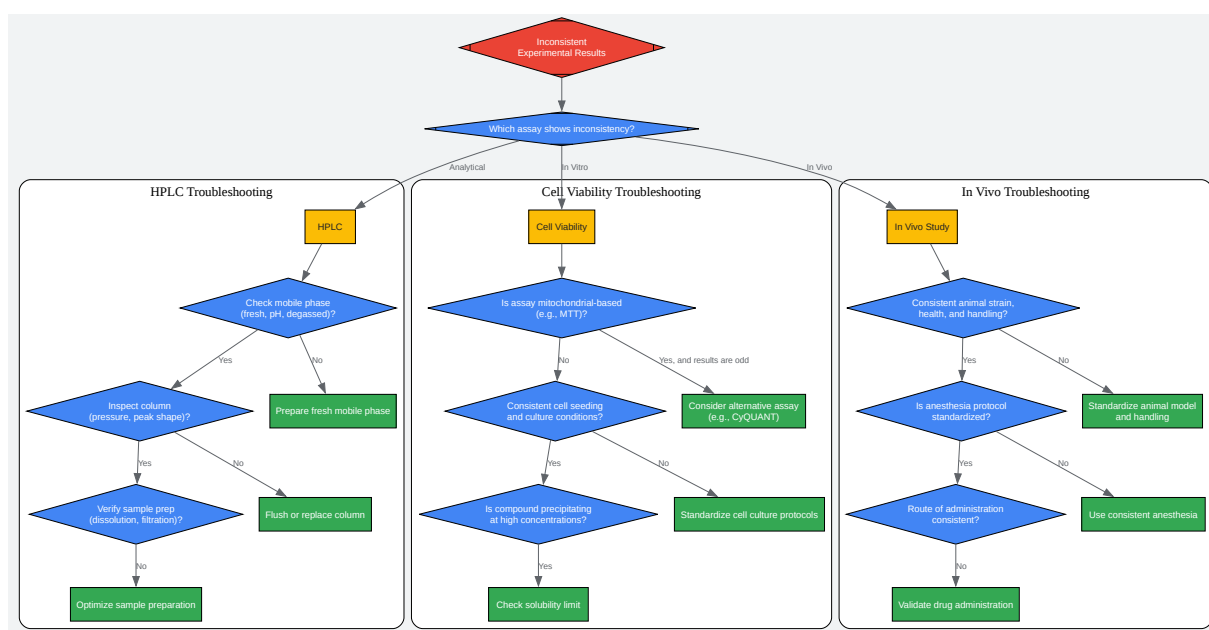 Inconsistent
Experimental Results
Which assay shows inconsistency?
Analytical
In Vitro
In Vivo
HPLC Troubleshooting
HPLC
Check mobile phase
(fresh, pH, degassed)?
Yes
No
Inspect column
(pressure, peak shape)?
Prepare fresh mobile phase
Yes
No
Verify sample prep
(dissolution, filtration)?
Flush or replace column
No
Optimize sample preparation
Cell Viability Troubleshooting
Cell Viability
Is assay mitochondrial-based
(e.g., MTT)?
No
Yes, and results are odd
Consistent cell seeding
and culture conditions?
Consider alternative assay
(e.g., CyQUANT)
Yes
No
Is compound precipitating
at high concentrations?
Standardize cell culture protocols
Yes
Check solubility limit
In Vivo Troubleshooting
In Vivo Study
Consistent animal strain,
health, and handling?
Yes
No
Is anesthesia protocol
standardized?
Standardize animal model
and handling
Yes
No
Route of administration
consistent?
Use consistent anesthesia
No
Validate drug administration